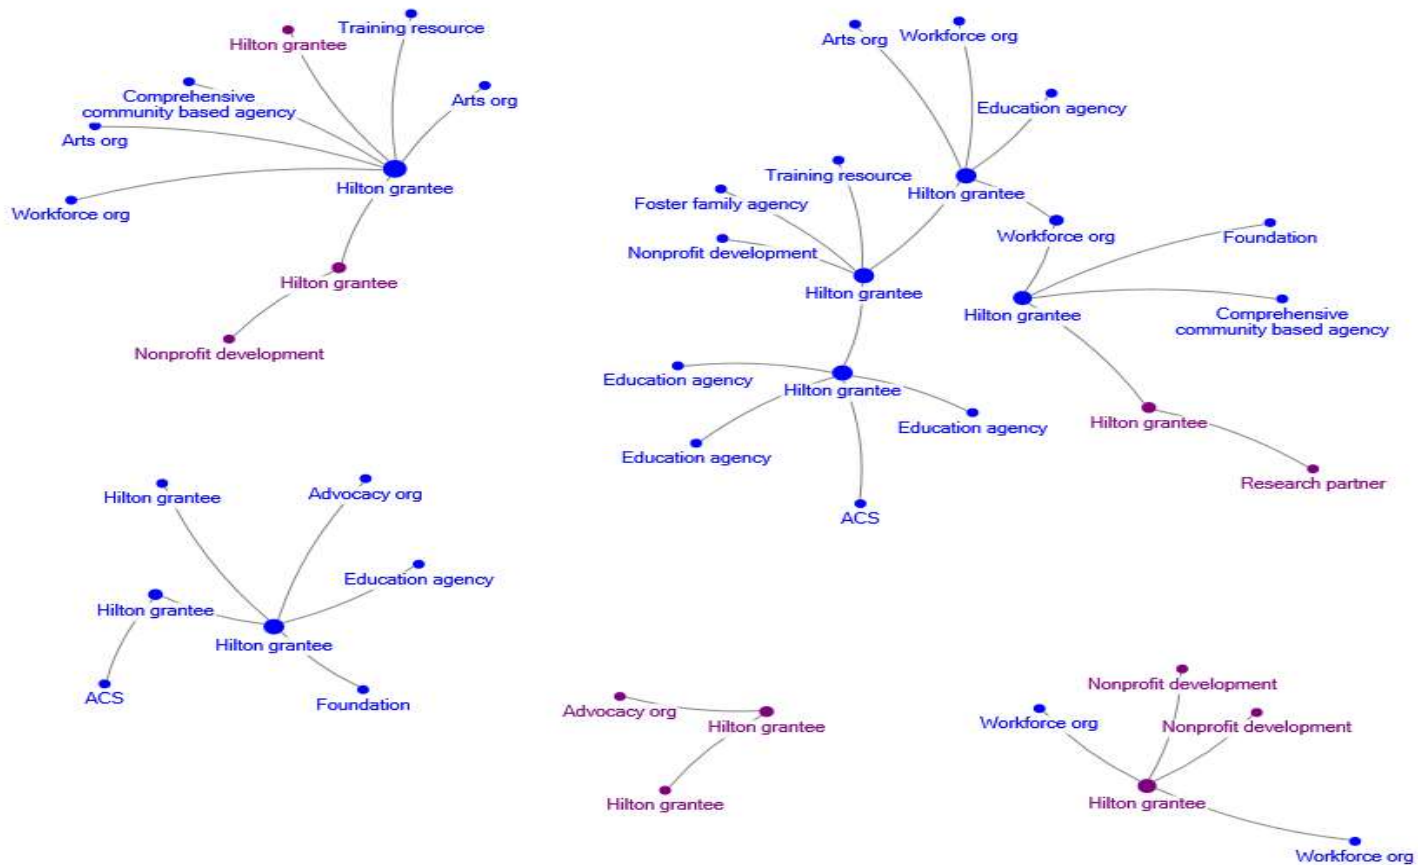 Training resource
Hilton grantee
Comprehensive
community based agency
Arts org
Arts org
Workforce org
Hilton grantee
Hilton grantee
Nonprofit development
Arts org
Workforce org
Education agency
Training resource
Hilton grantee
Foster family agency
Workforce org
Foundation
Nonprofit development
Hilton grantee
Hilton grantee
Comprehensive
community based agency
Education agency
Hilton grantee
Education agency
Hilton grantee
Education agency
Research partner
ACS
Hilton grantee
Advocacy org
Education agency
Hilton grantee
Hilton grantee
ACS
Foundation
Advocacy org
Hilton grantee
Hilton grantee
Nonprofit development
Workforce org
Nonprofit development
Hilton grantee
Workforce org